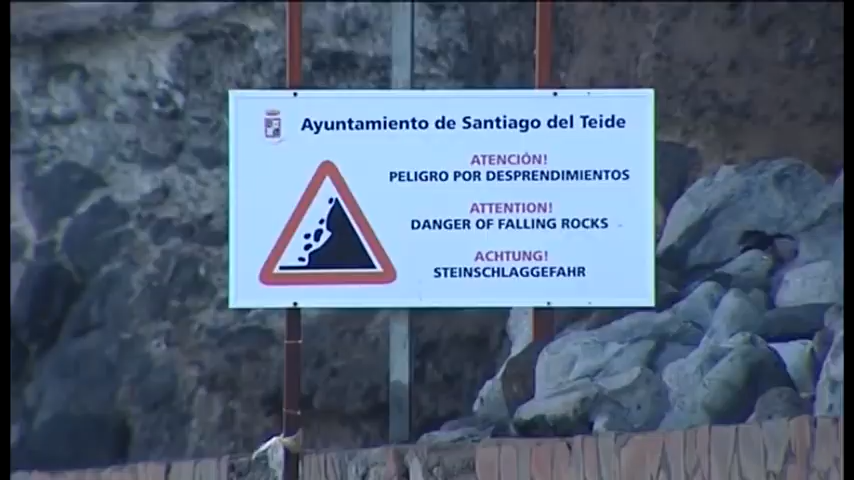 Ayuntamiento de Santiago del Teide
ATENCIÓN!
PELIGRO POR DESPRENDIMIENTOS
ATTENTION!
DANGER OF FALLING ROCKS
ACHTUNG!
STEINSCHLAGGEFAHR